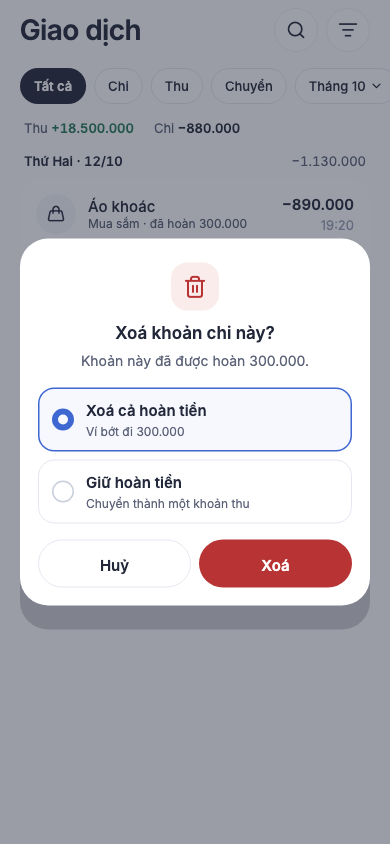 Giao dịch
Tất cả
Chi
Thu
Chuyển
Tháng 10
Thu +18.500.000 Chi −880.000
Thứ Hai · 12/10 −1.130.000
Áo khoác −890.000
Mua sắm · đã hoàn 300.000 19:20
Xoá khoản chi này?
Khoản này đã được hoàn 300.000.
Xoá cả hoàn tiền
Ví bớt đi 300.000
Giữ hoàn tiền
Chuyển thành một khoản thu
Huỷ
Xoá